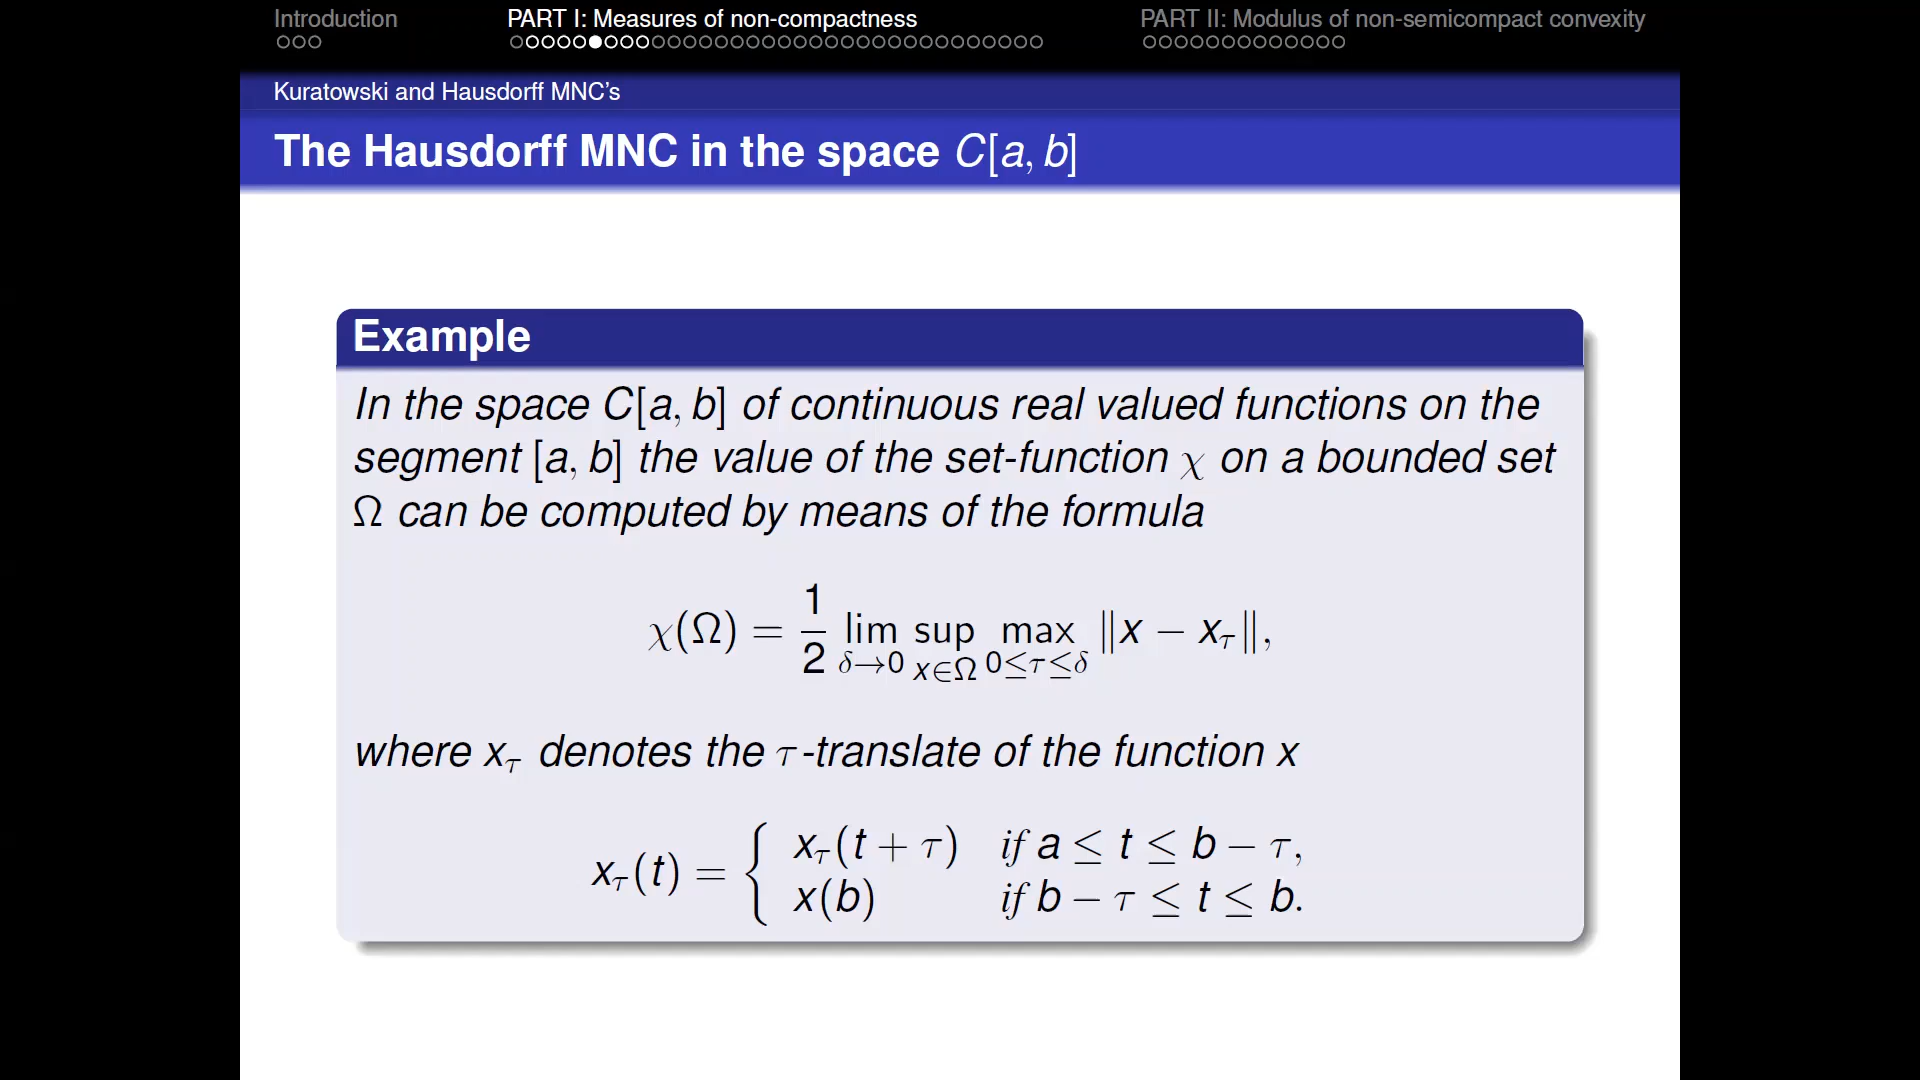 Introduction
PART I: Measures of non-compactness
PART II: Modulus of non-semicompact convexity
Kuratowski and Hausdorff MNC's
The Hausdorff MNC in the space C[a, b]
Example
In the space C[a, b] of continuous real valued functions on the
segment [a, b] the value of the set-function χ on a bounded set
Ω can be computed by means of the formula
χ(Ω) = 1/2 lim_{δ→0} sup_{x∈Ω} max_{0≤τ≤δ} ‖x − x_τ‖,
where x_τ denotes the τ-translate of the function x
x_τ(t) = { x_τ(t + τ) if a ≤ t ≤ b − τ,
x(b) if b − τ ≤ t ≤ b.